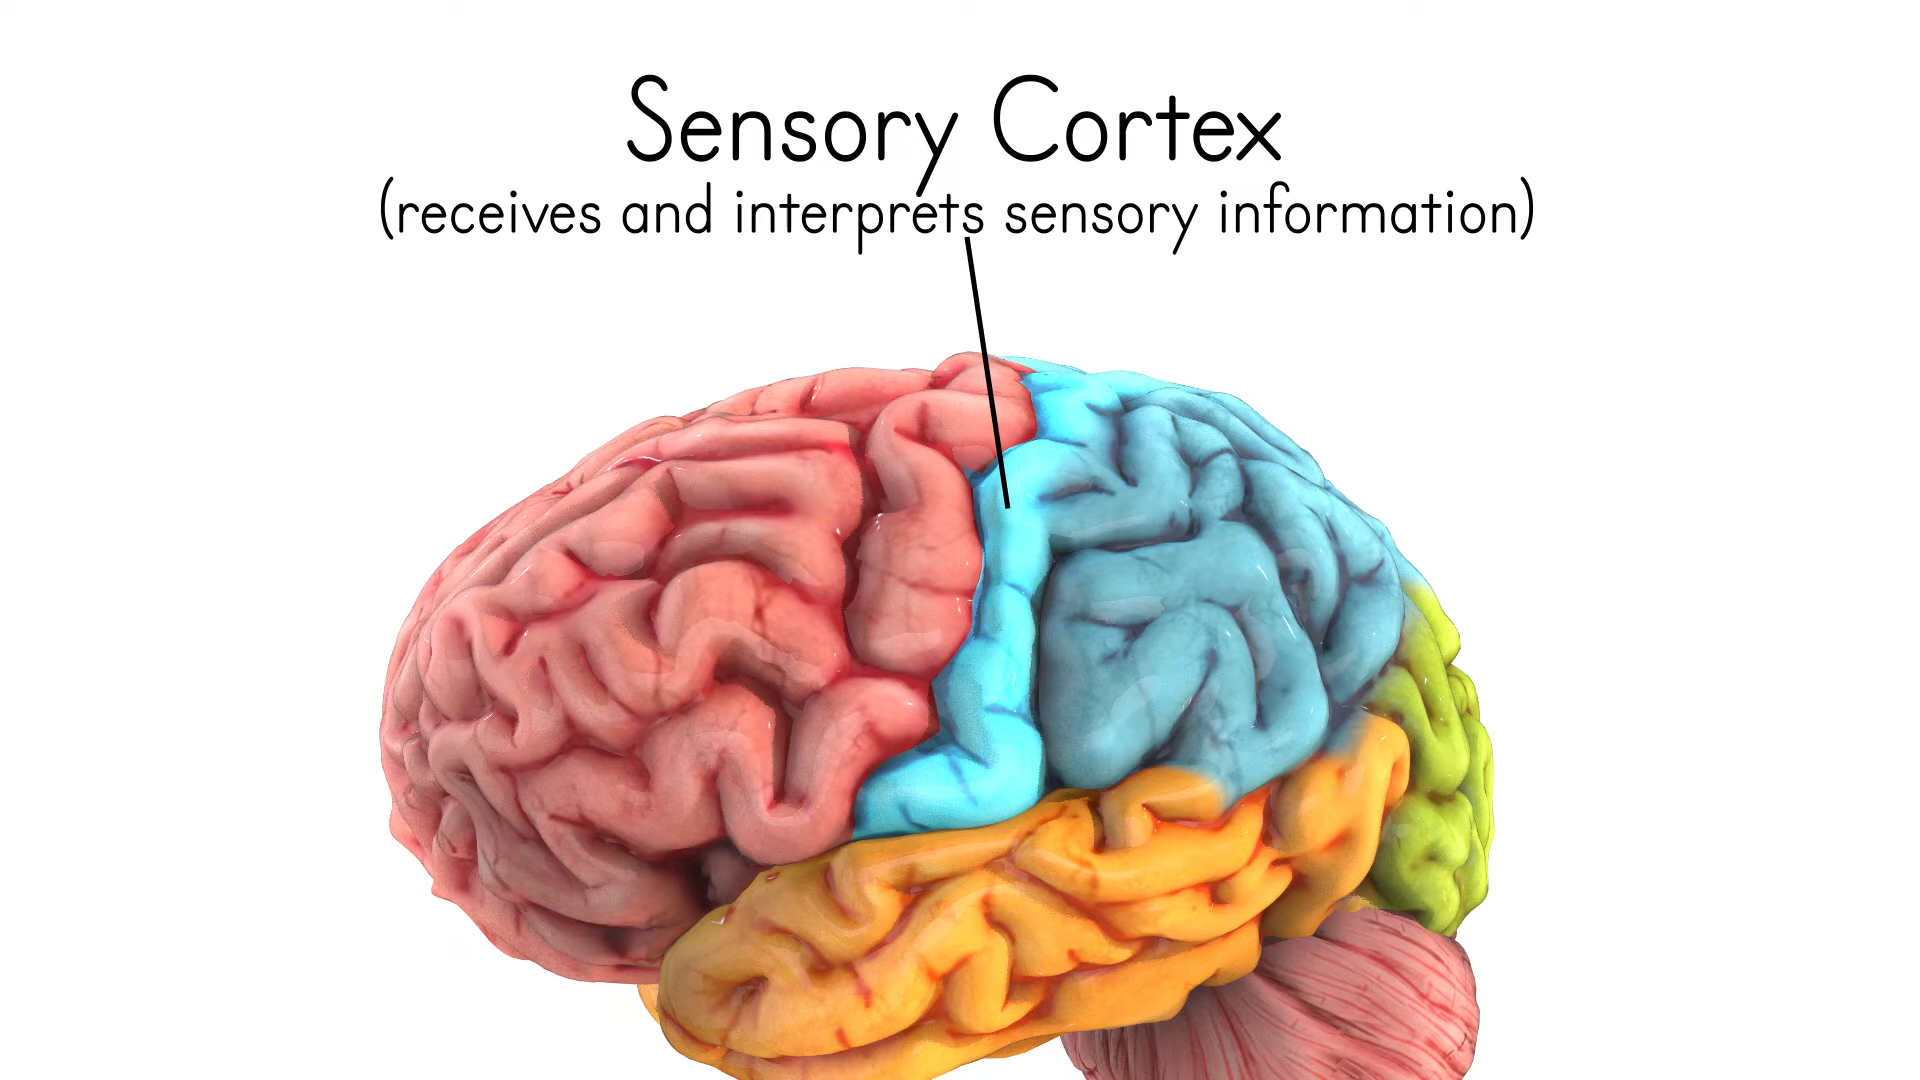 Sensory Cortex
(receives and interprets sensory information)